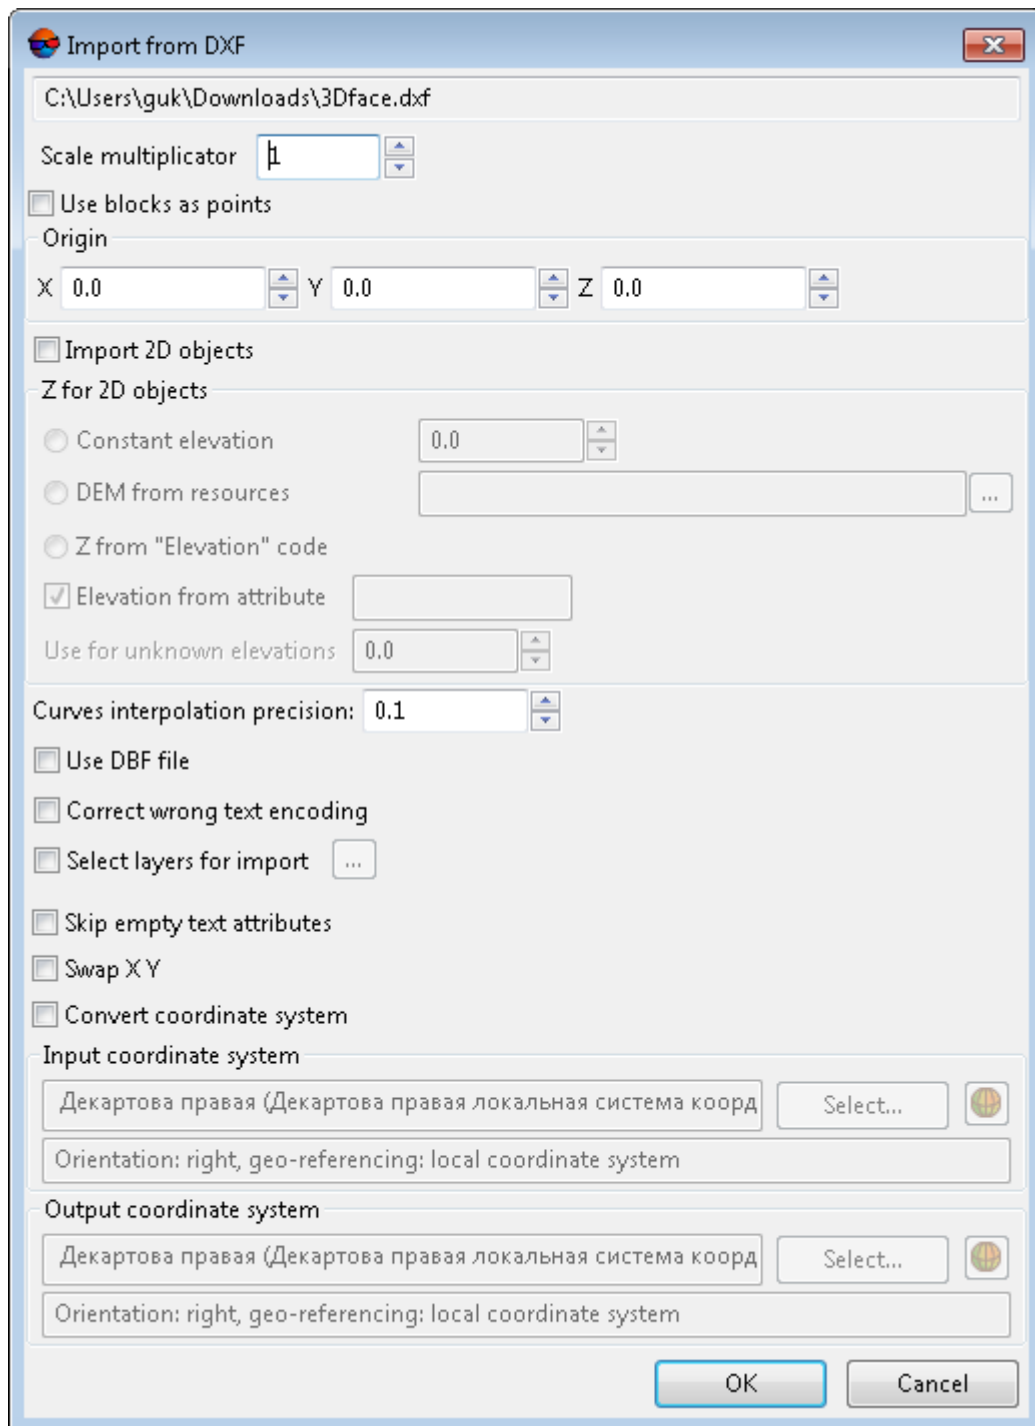 Import from DXF
C:\Users\guk\Downloads\3Dface.dxf
Scale multiplicator 1
Use blocks as points
Origin
X 0.0 Y 0.0 Z 0.0
Import 2D objects
Z for 2D objects
Constant elevation 0.0
DEM from resources ...
Z from "Elevation" code
Elevation from attribute
Use for unknown elevations 0.0
Curves interpolation precision: 0.1
Use DBF file
Correct wrong text encoding
Select layers for import ...
Skip empty text attributes
Swap X Y
Convert coordinate system
Input coordinate system
Декартова правая (Декартова правая локальная система коорд Select...
Orientation: right, geo-referencing: local coordinate system
Output coordinate system
Декартова правая (Декартова правая локальная система коорд Select...
Orientation: right, geo-referencing: local coordinate system
OK Cancel